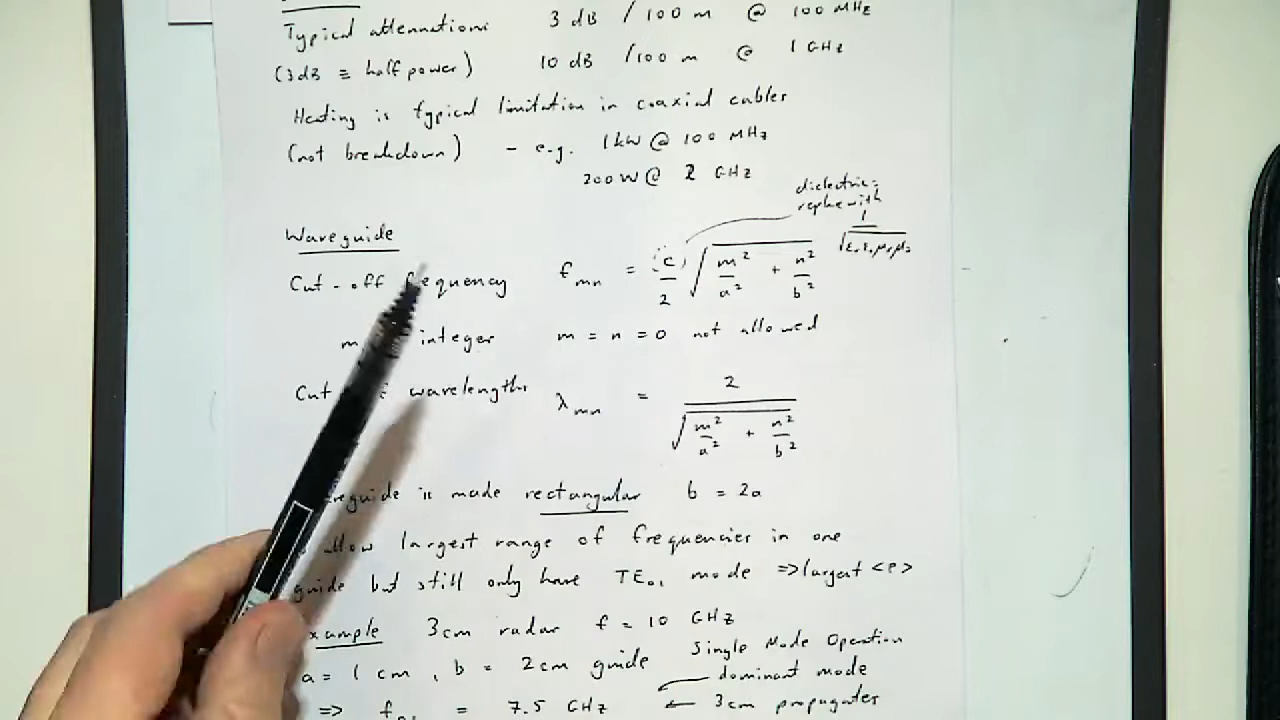 Typical attenuations 3 dB / 100 m @ 100 MHz
(3dB ≡ half power) 10 dB / 100 m @ 1 GHz
Heating is typical limitation in coaxial cables
(not breakdown) - e.g. 1kW @ 100 MHz
200W @ 2 GHz
dielectric =
replace with
Waveguide
Cut-off frequency f_mn = c/2 √(m²/a² + n²/b²) 1/√(ε₀εᵣμᵣμ₀)
m integer m = n = 0 not allowed
Cut wavelengths λ_mn = 2/√(m²/a² + n²/b²)
is made rectangular b = 2a
allow largest range of frequencies in one
guide but still only have TE₀₁ mode => largest <P>
Example 3cm radar f = 10 GHz
Single Mode Operation
a = 1 cm, b = 2cm guide
dominant mode
=> f₀₁ = 7.5 GHz ← 3cm propagates